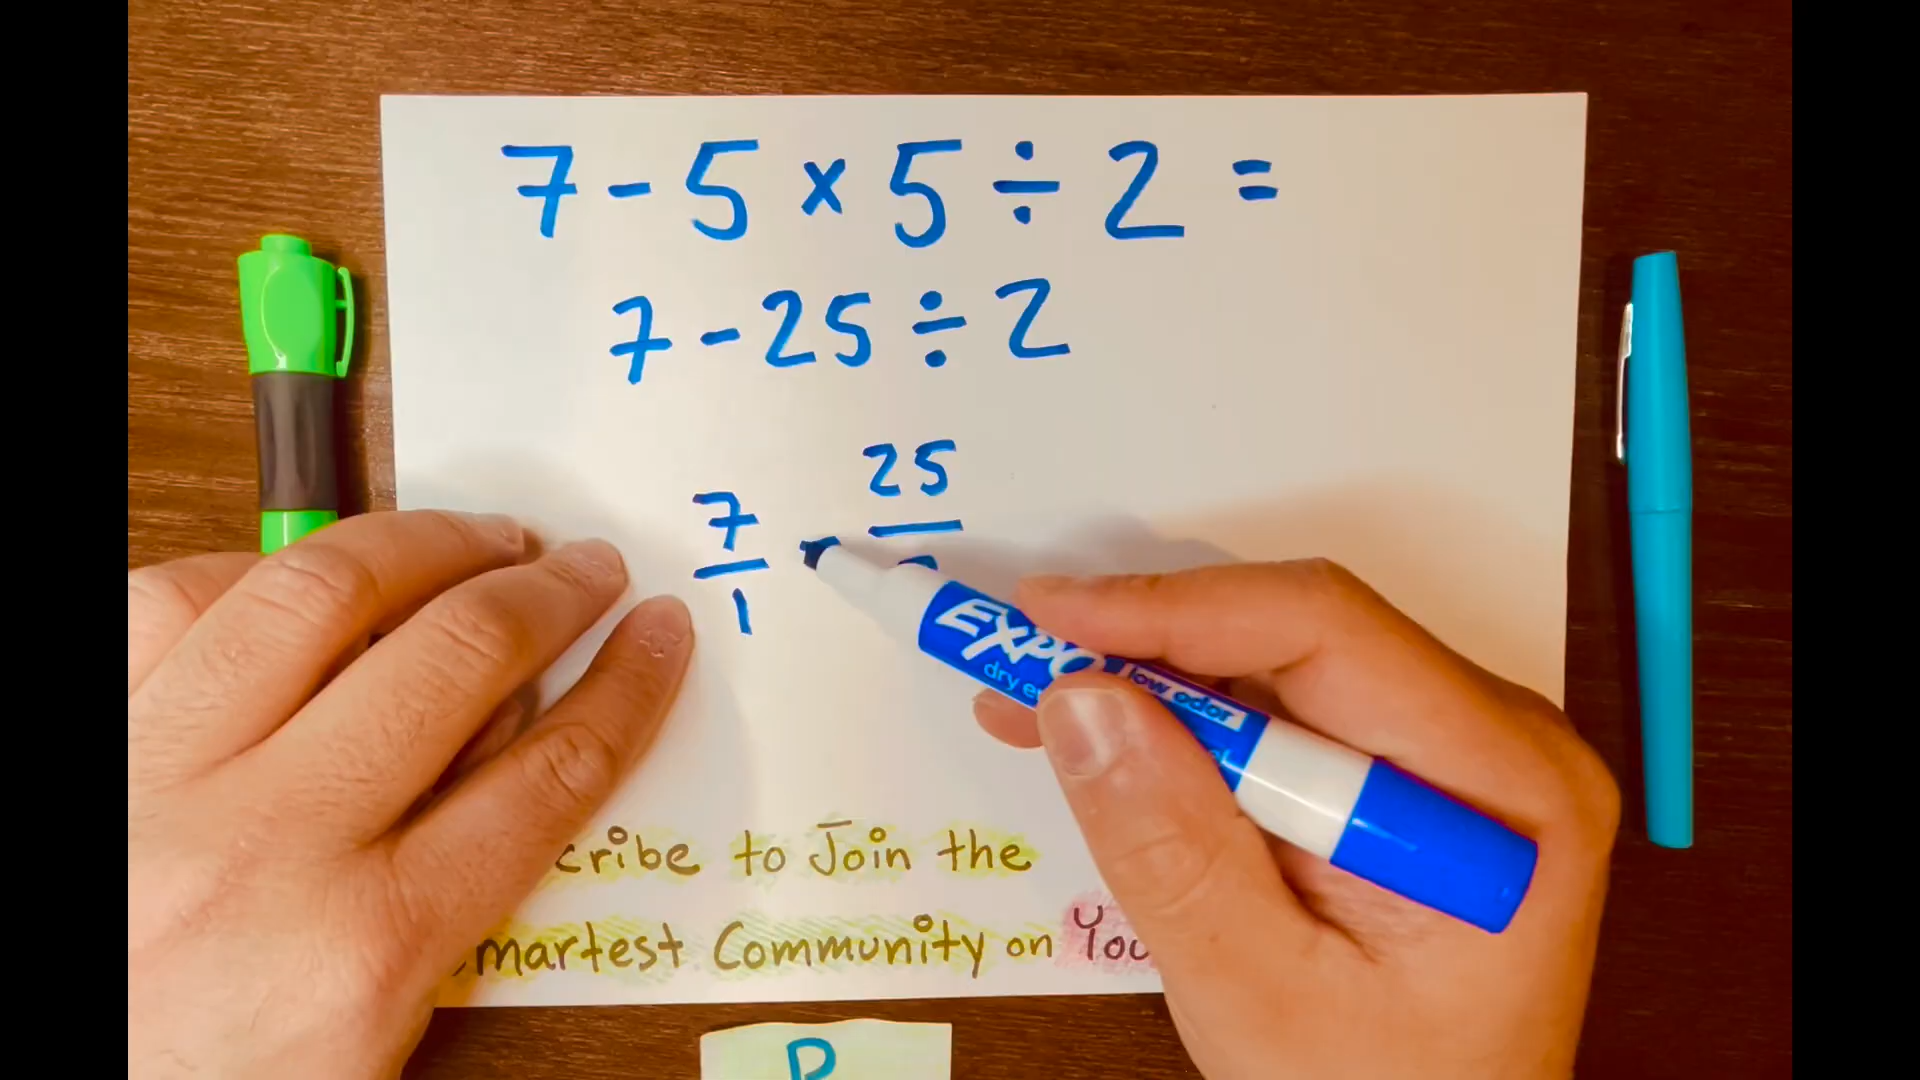 7 - 5 × 5 ÷ 2 =
7 - 25 ÷ 2
7/1 - 25/
EXPO low odor
dry
cribe to Join the
martest Community on You